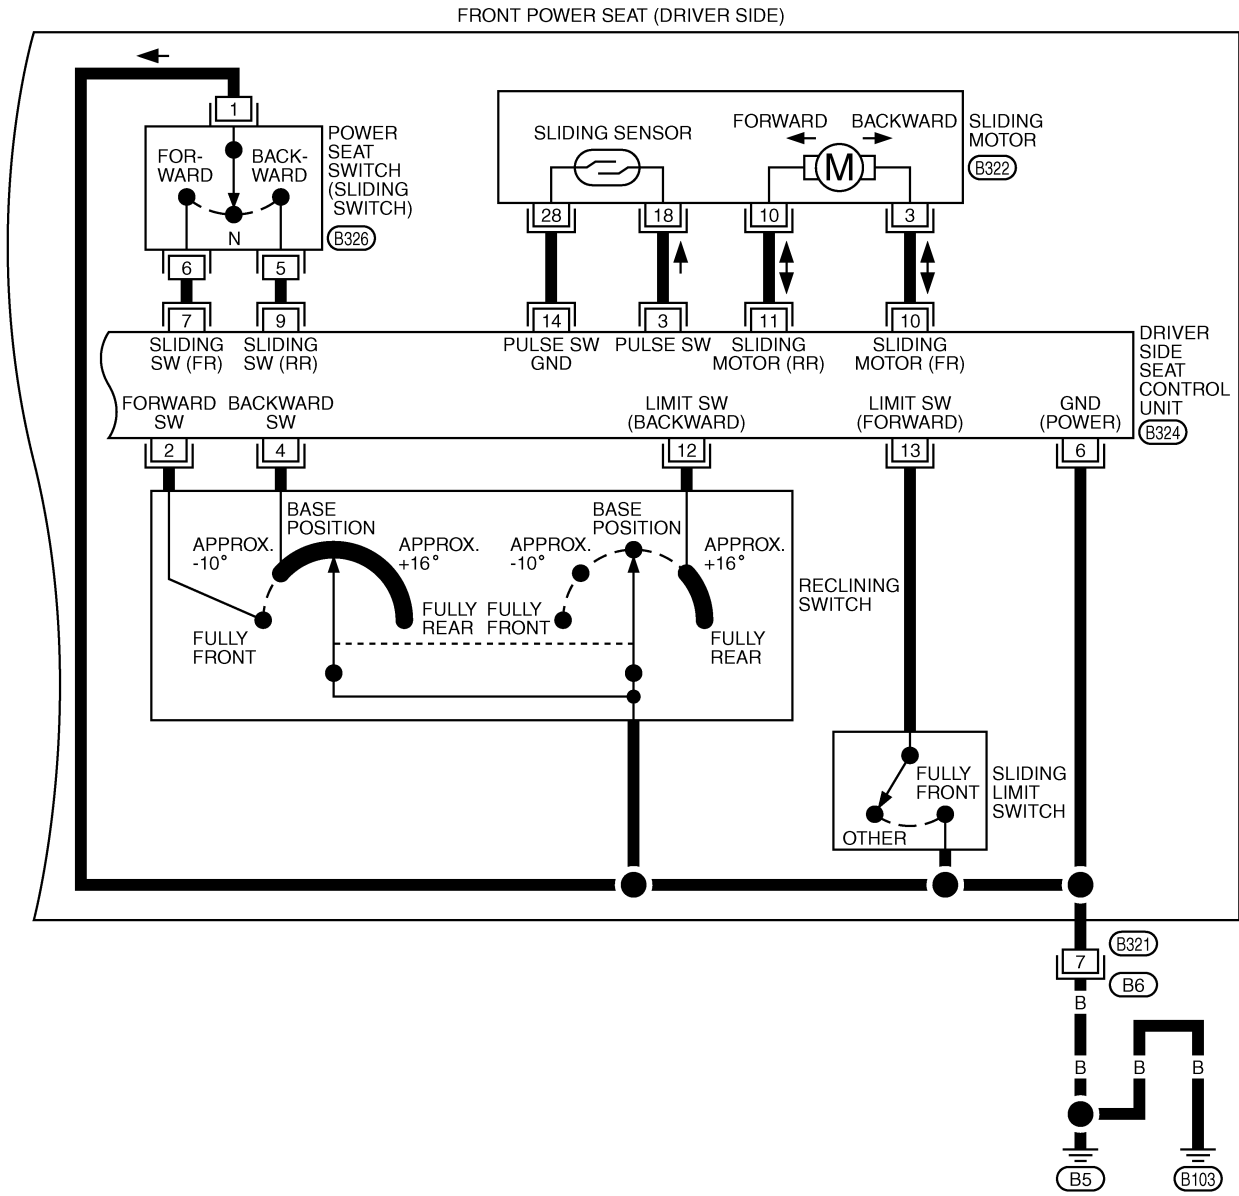 FRONT POWER SEAT (DRIVER SIDE)
1
FOR-
WARD
BACK-
WARD
N
POWER
SEAT
SWITCH
(SLIDING
SWITCH)
B326
6
5
SLIDING SENSOR
FORWARD
BACKWARD
M
SLIDING
MOTOR
B322
28
18
10
3
7
9
14
3
11
10
SLIDING
SW (FR)
SLIDING
SW (RR)
PULSE SW
GND
PULSE SW
SLIDING
MOTOR (RR)
SLIDING
MOTOR (FR)
DRIVER
SIDE
SEAT
CONTROL
UNIT
B324
FORWARD
SW
BACKWARD
SW
LIMIT SW
(BACKWARD)
LIMIT SW
(FORWARD)
GND
(POWER)
2
4
12
13
6
BASE
POSITION
APPROX.
-10°
APPROX.
+16°
FULLY
FRONT
FULLY
REAR
BASE
POSITION
APPROX.
-10°
APPROX.
+16°
FULLY
FRONT
FULLY
REAR
RECLINING
SWITCH
FULLY
FRONT
OTHER
SLIDING
LIMIT
SWITCH
7
B321
B6
B
B
B
B
B5
B103